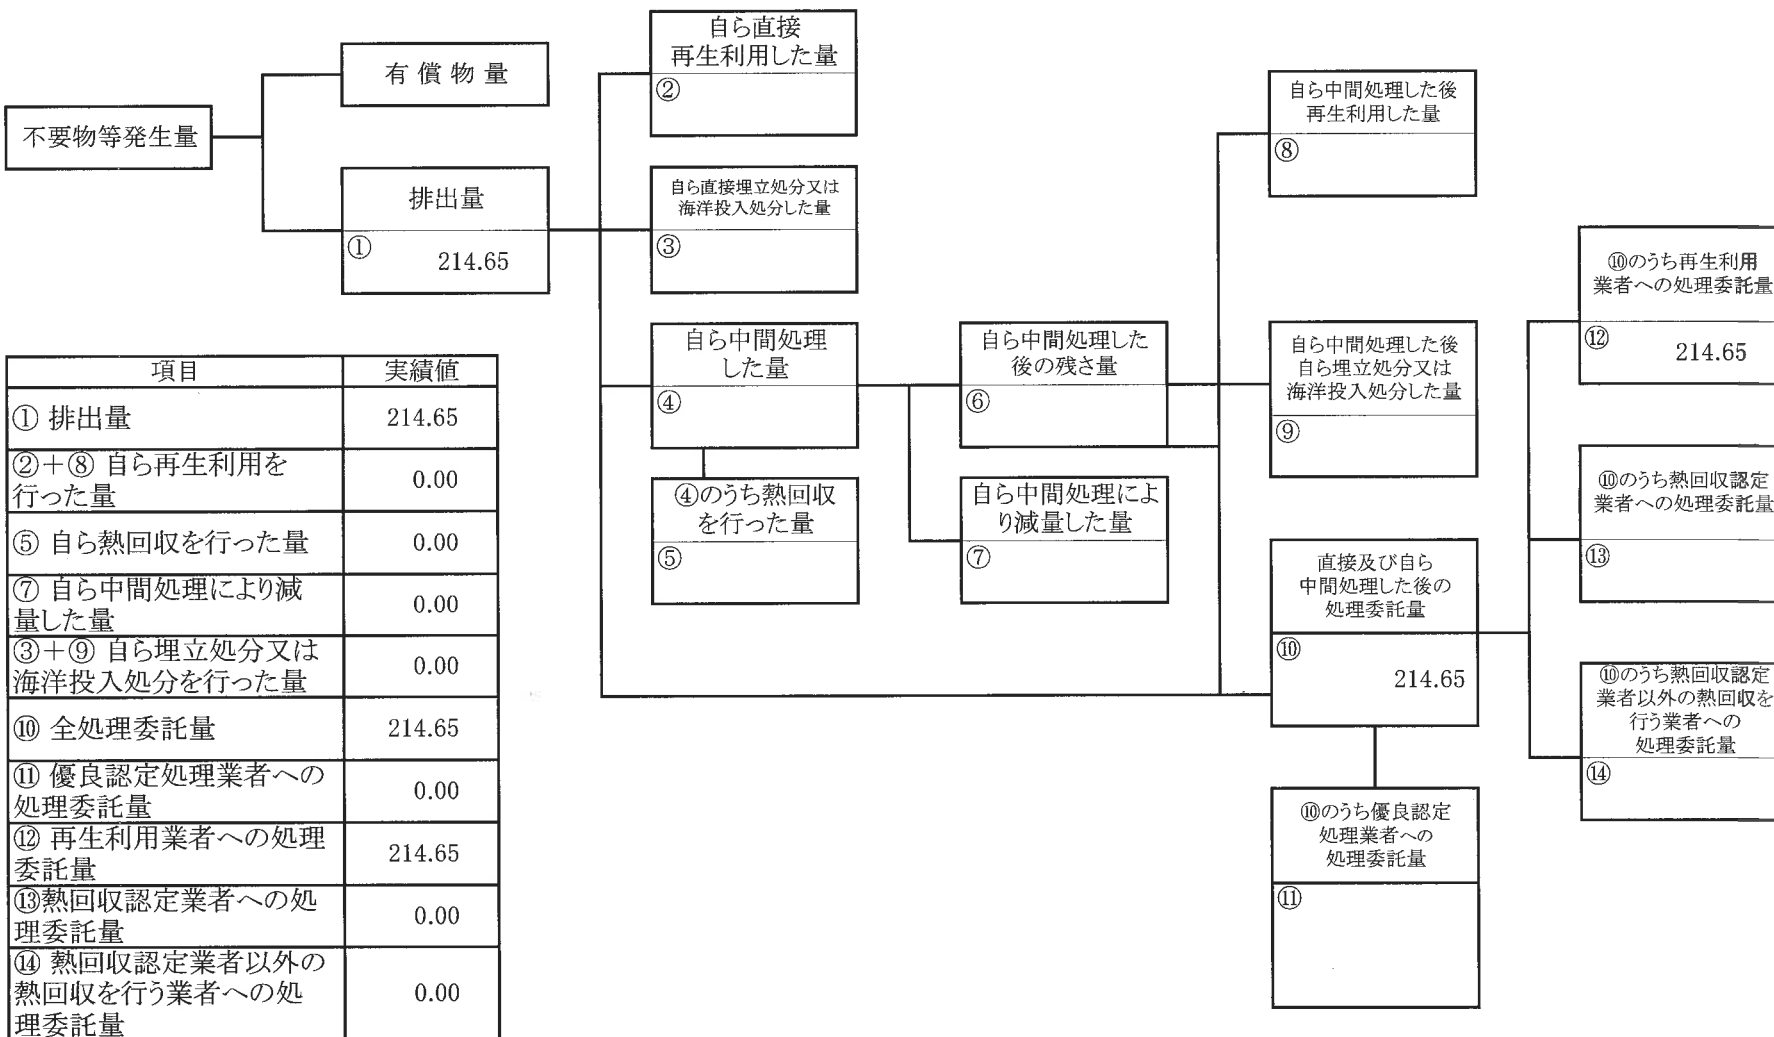 不要物等発生量
有 償 物 量
排出量
①
214.65
自ら直接
再生利用した量
②
自ら直接埋立処分又は
海洋投入処分した量
③
自ら中間処理
した量
④
④のうち熱回収
を行った量
⑤
自ら中間処理した
後の残さ量
⑥
自ら中間処理によ
り減量した量
⑦
自ら中間処理した後
再生利用した量
⑧
自ら中間処理した後
自ら埋立処分又は
海洋投入処分した量
⑨
直接及び自ら
中間処理した後の
処理委託量
⑩
214.65
⑩のうち優良認定
処理業者への
処理委託量
⑪
⑩のうち再生利用
業者への処理委託量
⑫
214.65
⑩のうち熱回収認定
業者への処理委託量
⑬
⑩のうち熱回収認定
業者以外の熱回収を
行う業者への
処理委託量
⑭
項目 実績値
① 排出量 214.65
②＋⑧ 自ら再生利用を
行った量 0.00
⑤ 自ら熱回収を行った量 0.00
⑦ 自ら中間処理により減
量した量 0.00
③＋⑨ 自ら埋立処分又は
海洋投入処分を行った量 0.00
⑩ 全処理委託量 214.65
⑪ 優良認定処理業者への
処理委託量 0.00
⑫ 再生利用業者への処理
委託量 214.65
⑬熱回収認定業者への処
理委託量 0.00
⑭ 熱回収認定業者以外の
熱回収を行う業者への処
理委託量 0.00